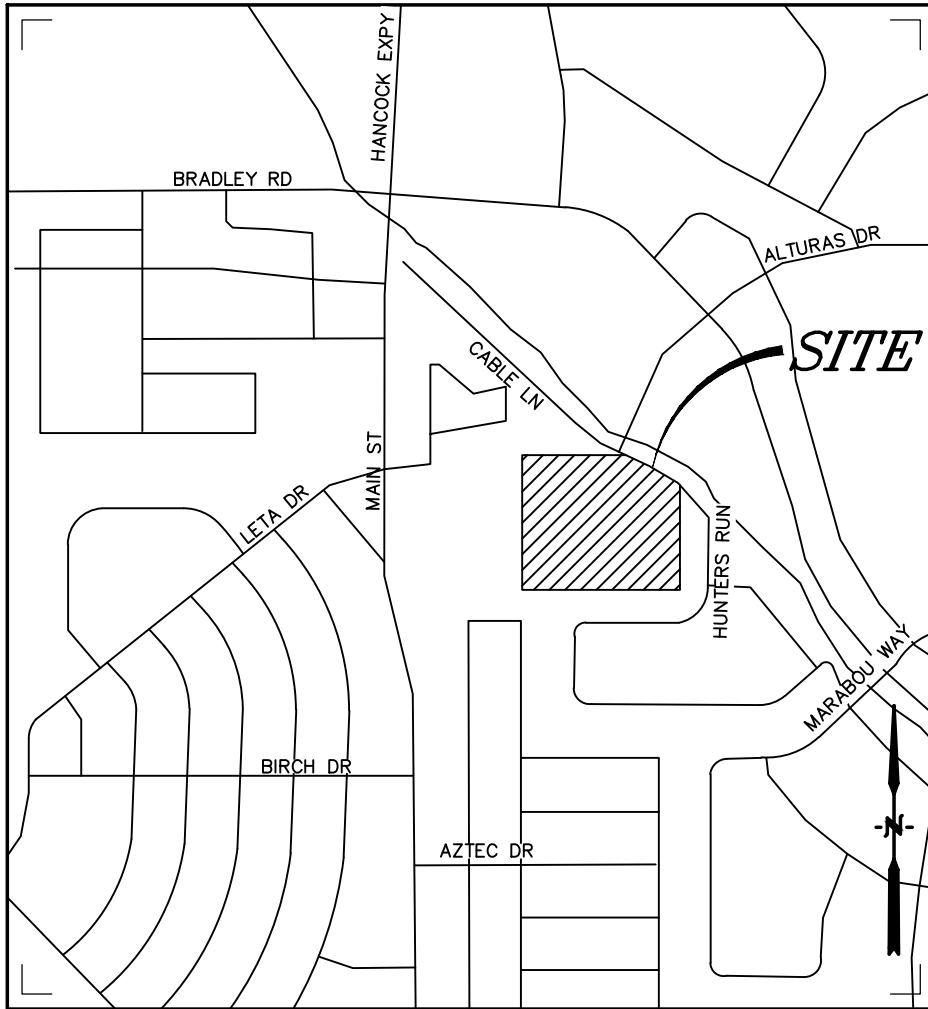 HANCOCK EXPY
BRADLEY RD
ALTURAS DR
SITE
CABLE LN
MAIN ST
LETA DR
HUNTERS RUN
MARABOU WAY
BIRCH DR
N
AZTEC DR